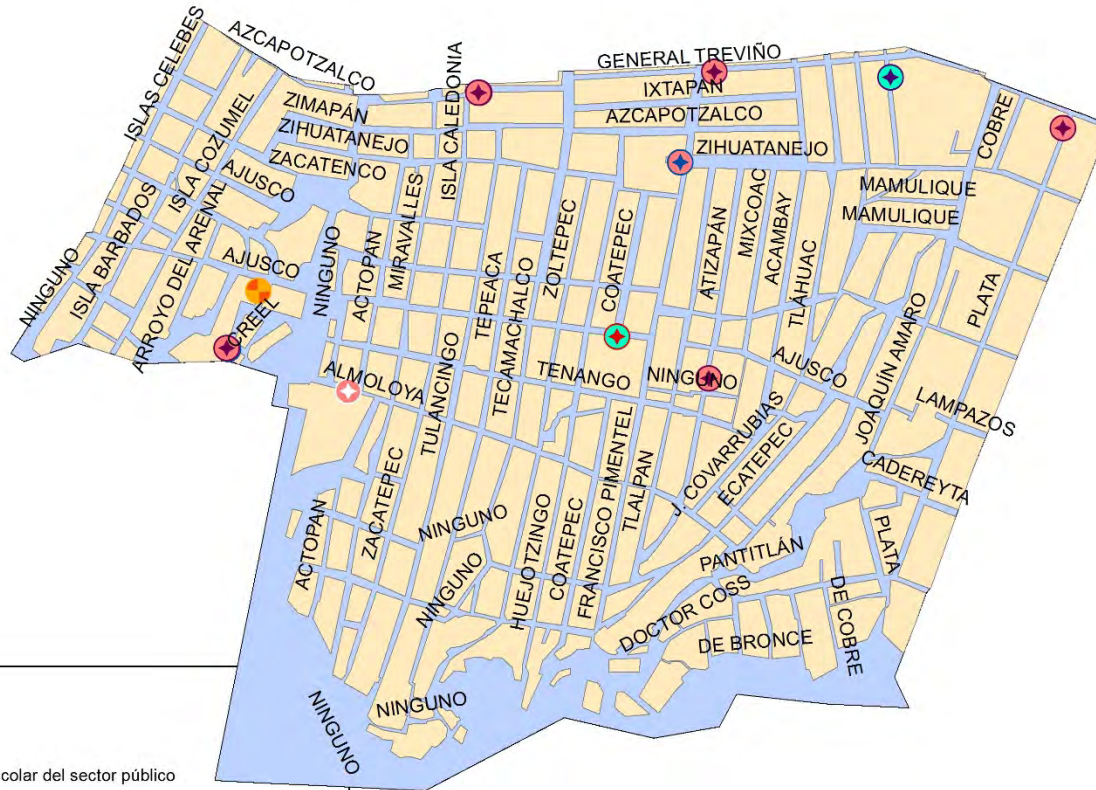 ISLAS CELEBES
AZCAPOTZALCO
ISLA CALEDONIA
GENERAL TREVIÑO
IXTAPAN
AZCAPOTZALCO
ZIMAPÁN
ZIHUATANEJO
ZACATENCO
ISLA COZUMEL
AJUSCO
ZIHUATANEJO
COBRE
MAMULIQUE
MAMULIQUE
NINGUNO
ISLA BARBADOS
ARROYO DEL ARENAL
AJUSCO
CREEL
NINGUNO
ACTOPAN
MIRAVALLES
TEPEACA
TECAMACHALCO
ZOLTEPEC
COATEPEC
ATIZAPÁN
MIXCOAC
ACAMBAY
TLÁHUAC
PLATA
ALMOLOYA
TULANCINGO
TENANGO
NINGUNO
AJUSCO
JOAQUÍN AMARO
LAMPAZOS
CADEREYTA
ACTOPAN
ZACATEPEC
NINGUNO
NINGUNO
HUEJOTZINGO
COATEPEC
FRANCISCO PIMENTEL
TLALPAN
J. COVARRUBIAS
ECATEPEC
PANTITLÁN
DOCTOR COSS
DE BRONCE
DE COBRE
PLATA
NINGUNO
NINGUNO
colar del sector público